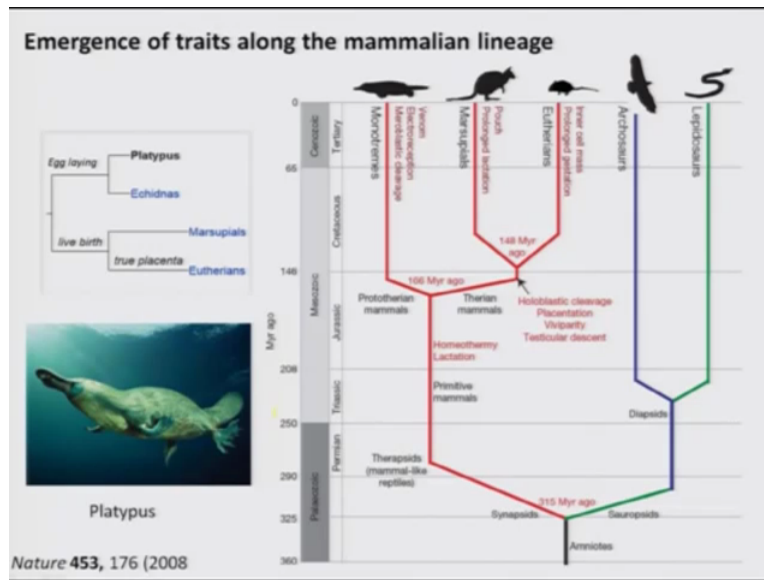 Emergence of traits along the mammalian lineage
Egg laying
Platypus
Echidnas
live birth
Marsupials
true placenta
Eutherians
Platypus
Nature 453, 176 (2008
Myr ago
0
65
146
208
250
290
325
360
Cenozoic
Mesozoic
Palaeozoic
Tertiary
Cretaceous
Jurassic
Triassic
Permian
Monotremes
Venom
Electroreception
Meroblastic cleavage
Marsupials
Pouch
Prolonged lactation
Eutherians
Inner cell mass
Prolonged gestation
Archosaurs
Lepidosaurs
148 Myr
ago
166 Myr ago
Prototherian
mammals
Therian
mammals
Holoblastic cleavage
Placentation
Viviparity
Testicular descent
Homeothermy
Lactation
Primitive
mammals
Diapsids
Therapsids
(mammal-like
reptiles)
315 Myr ago
Synapsids
Sauropsids
Amniotes